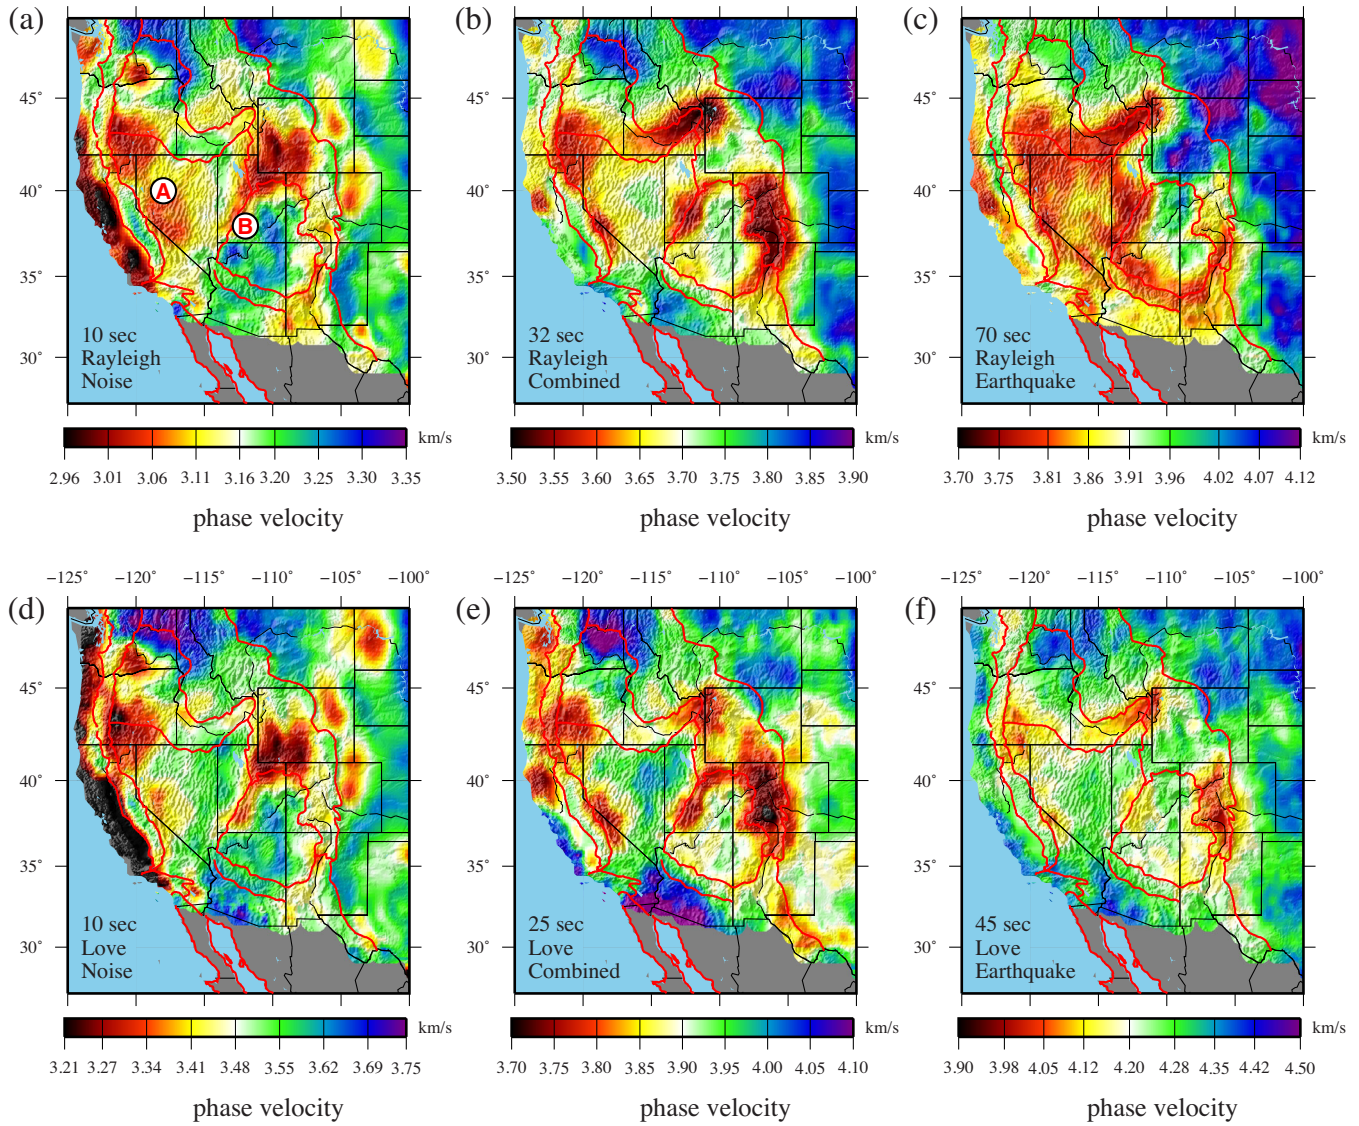 (a)
(b)
(c)
45°
40°
35°
30°
A
B
10 sec
Rayleigh
Noise
32 sec
Rayleigh
Combined
70 sec
Rayleigh
Earthquake
km/s
km/s
km/s
2.96 3.01 3.06 3.11 3.16 3.20 3.25 3.30 3.35
3.50 3.55 3.60 3.65 3.70 3.75 3.80 3.85 3.90
3.70 3.75 3.81 3.86 3.91 3.96 4.02 4.07 4.12
phase velocity
phase velocity
phase velocity
−125° −120° −115° −110° −105° −100°
−125° −120° −115° −110° −105° −100°
−125° −120° −115° −110° −105° −100°
(d)
(e)
(f)
45°
40°
35°
30°
10 sec
Love
Noise
25 sec
Love
Combined
45 sec
Love
Earthquake
km/s
km/s
km/s
3.21 3.27 3.34 3.41 3.48 3.55 3.62 3.69 3.75
3.70 3.75 3.80 3.85 3.90 3.95 4.00 4.05 4.10
3.90 3.98 4.05 4.12 4.20 4.28 4.35 4.42 4.50
phase velocity
phase velocity
phase velocity